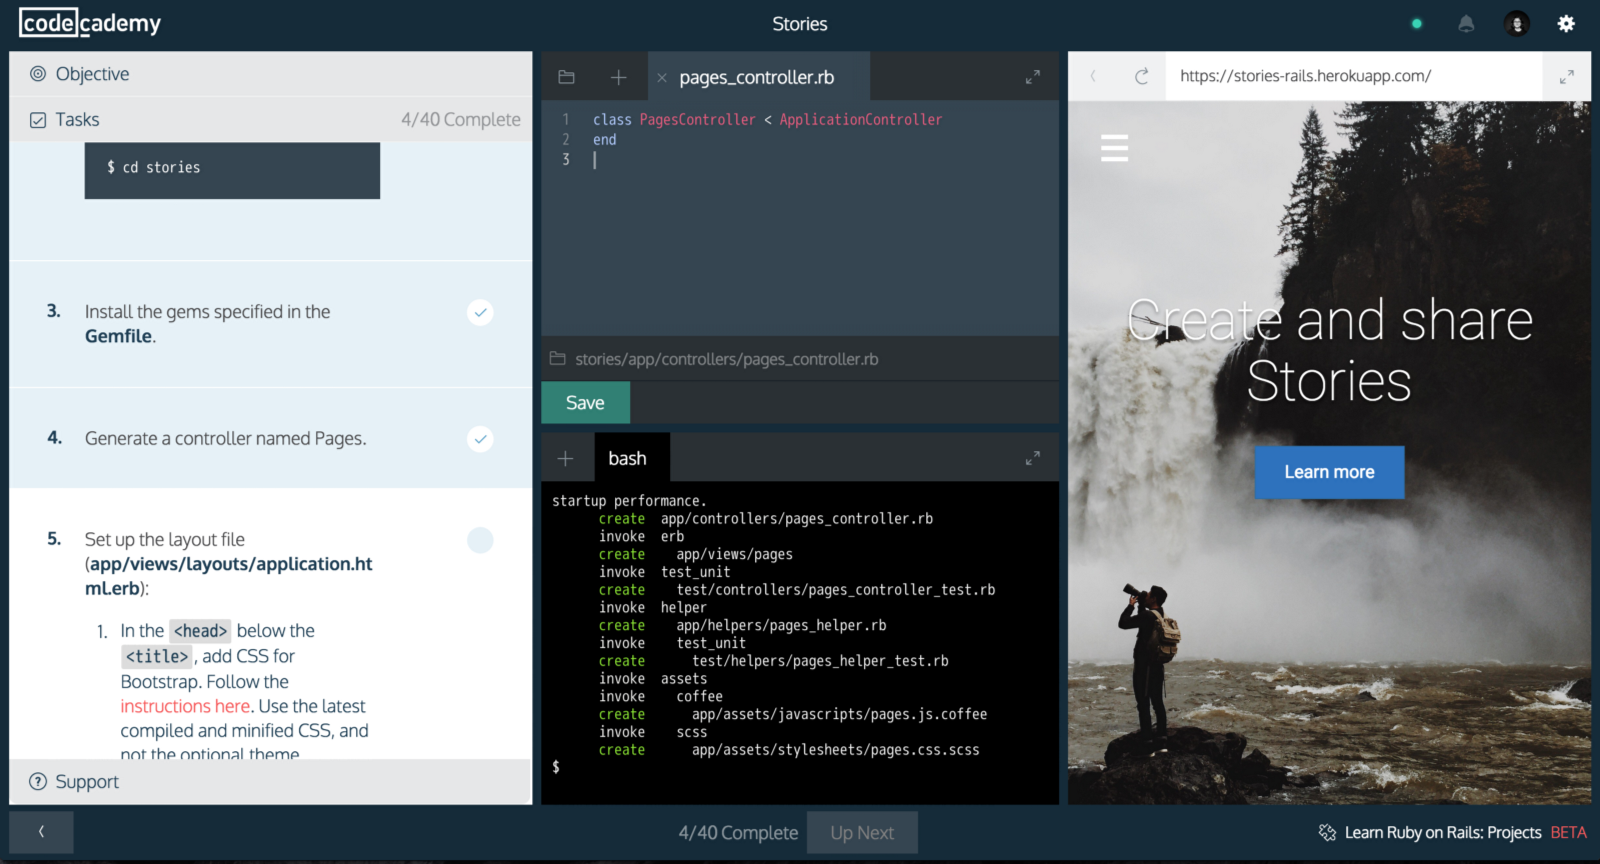 codecademy
Stories
Objective
Tasks
4/40 Complete
$ cd stories
3. Install the gems specified in the
Gemfile.
4. Generate a controller named Pages.
5. Set up the layout file
(app/views/layouts/application.ht
ml.erb):
1. In the <head> below the
<title>, add CSS for
Bootstrap. Follow the
instructions here. Use the latest
compiled and minified CSS, and
not the optional theme
Support
pages_controller.rb
1 class PagesController < ApplicationController
2 end
3
stories/app/controllers/pages_controller.rb
Save
bash
startup performance.
create app/controllers/pages_controller.rb
invoke erb
create app/views/pages
invoke test_unit
create test/controllers/pages_controller_test.rb
invoke helper
create app/helpers/pages_helper.rb
invoke test_unit
create test/helpers/pages_helper_test.rb
invoke assets
invoke coffee
create app/assets/javascripts/pages.js.coffee
invoke scss
create app/assets/stylesheets/pages.css.scss
$
https://stories-rails.herokuapp.com/
Create and share
Stories
Learn more
4/40 Complete
Up Next
Learn Ruby on Rails: Projects BETA